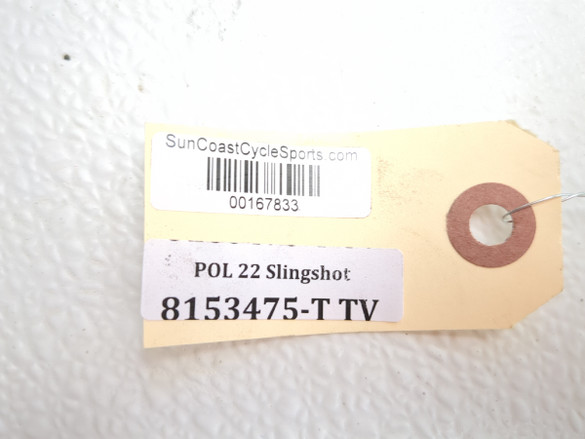 SunCoastCycleSports.com
00167833
POL 22 Slingshot
8153475-T TV